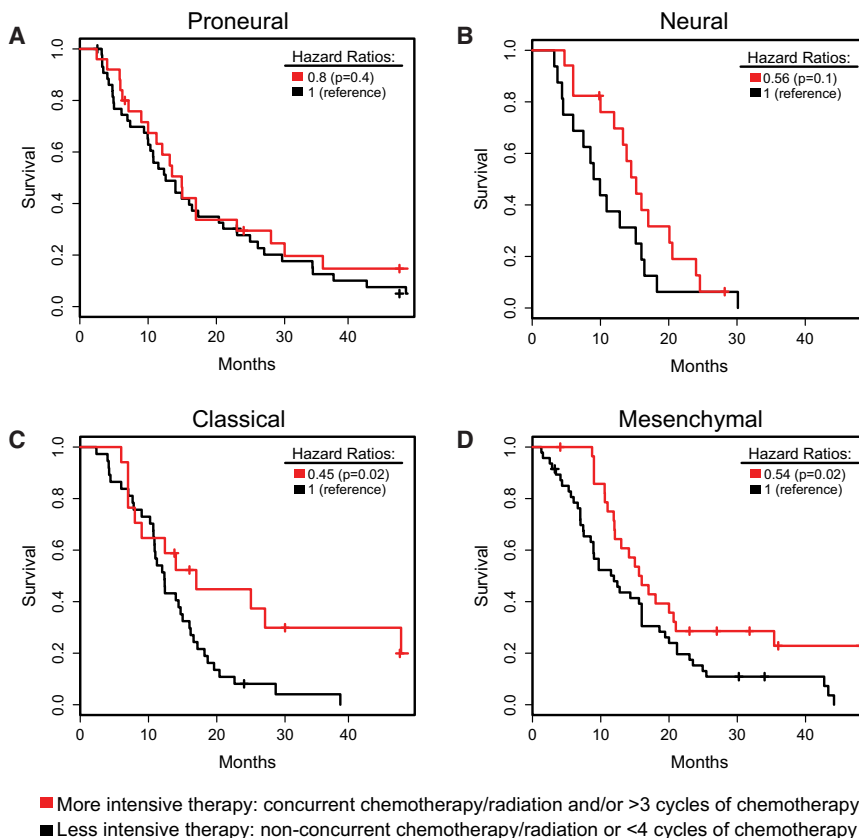 A
Proneural
Hazard Ratios:
0.8 (p=0.4)
1 (reference)
Survival
1.0
0.8
0.6
0.4
0.2
0.0
0 10 20 30 40
Months
B
Neural
Hazard Ratios:
0.56 (p=0.1)
1 (reference)
Survival
1.0
0.8
0.6
0.4
0.2
0.0
0 10 20 30 40
Months
C
Classical
Hazard Ratios:
0.45 (p=0.02)
1 (reference)
Survival
1.0
0.8
0.6
0.4
0.2
0.0
0 10 20 30 40
Months
D
Mesenchymal
Hazard Ratios:
0.54 (p=0.02)
1 (reference)
Survival
1.0
0.8
0.6
0.4
0.2
0.0
0 10 20 30 40
Months
More intensive therapy: concurrent chemotherapy/radiation and/or >3 cycles of chemotherapy
Less intensive therapy: non-concurrent chemotherapy/radiation or <4 cycles of chemotherapy